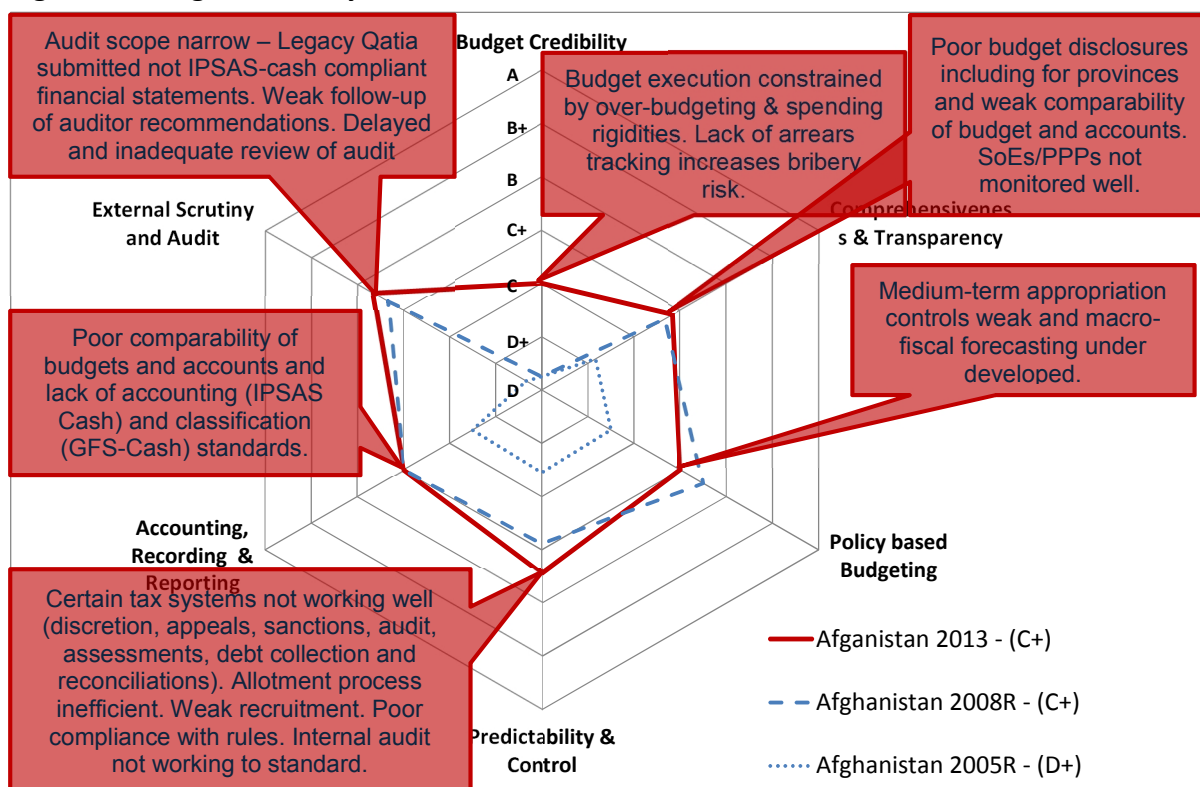 Audit scope narrow – Legacy Qatia
submitted not IPSAS-cash compliant
financial statements. Weak follow-up
of auditor recommendations. Delayed
and inadequate review of audit
Budget Credibility
A
B+
B
C+
C
D+
D
Budget execution constrained
by over-budgeting & spending
rigidities. Lack of arrears
tracking increases bribery
risk.
Poor budget disclosures
including for provinces
and weak comparability
of budget and accounts.
SoEs/PPPs not
monitored well.
External Scrutiny
and Audit
Comprehensivenes
s & Transparency
Medium-term appropriation
controls weak and macro-
fiscal forecasting under
developed.
Poor comparability of
budgets and accounts and
lack of accounting (IPSAS
Cash) and classification
(GFS-Cash) standards.
Accounting,
Recording &
Reporting
Policy based
Budgeting
Certain tax systems not working well
(discretion, appeals, sanctions, audit,
assessments, debt collection and
reconciliations). Allotment process
inefficient. Weak recruitment. Poor
compliance with rules. Internal audit
not working to standard.
Predictability &
Control
Afganistan 2013 - (C+)
Afghanistan 2008R - (C+)
Afghanistan 2005R - (D+)